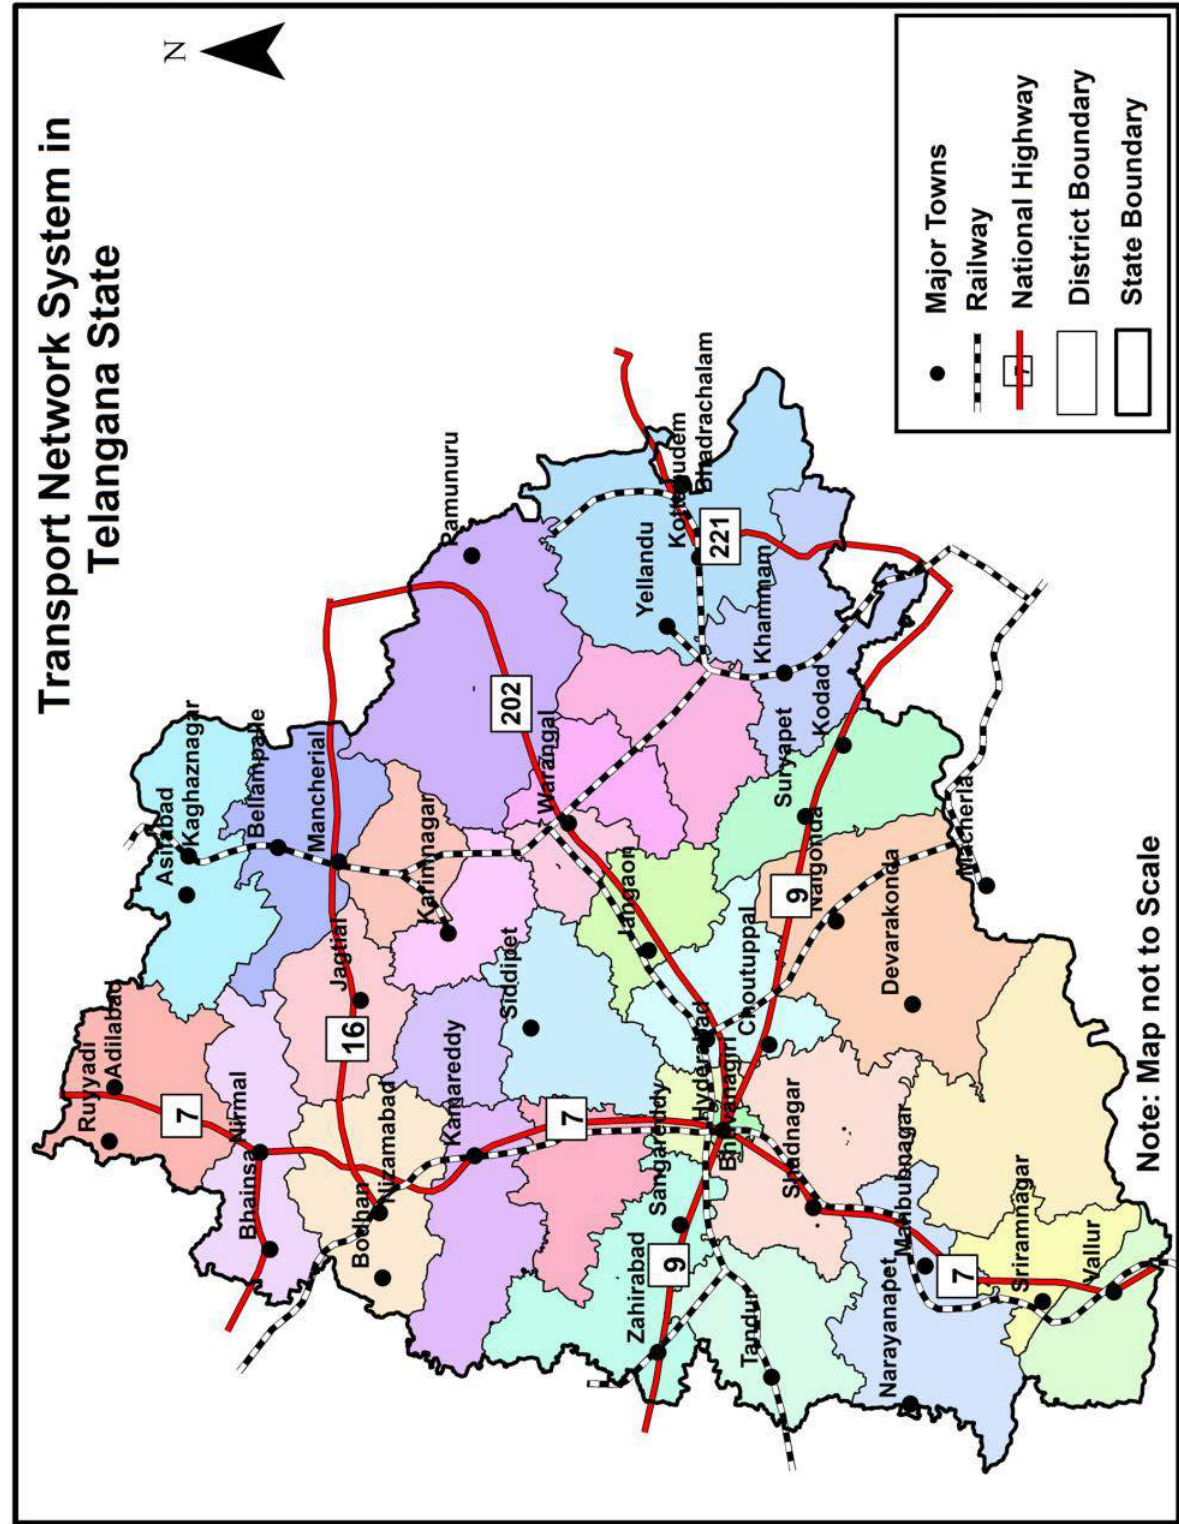 Transport Network System in
Telangana State
N
Ruyyadi
Adilabad
7
Asifabad
Kaghaznagar
Bellampalle
Mancherial
Bhainsa
Nirmal
Jagtial
16
Karimnagar
202
Pamunuru
Bodhan
Nizamabad
Kamareddy
7
Siddipet
Warangal
Jangaon
Yellandu
Kottagudem
Bhadrachalam
221
Khammam
Kodad
Suryapet
Nalgonda
9
Choutuppal
Hyderabad
Bhuvanagiri
Sangareddy
Zahirabad
9
Tandur
Shadnagar
Devarakonda
Macherla
Narayanapet
Mahbubnagar
7
Sriramnagar
Vallur
Major Towns
Railway
7
National Highway
District Boundary
State Boundary
Note: Map not to Scale